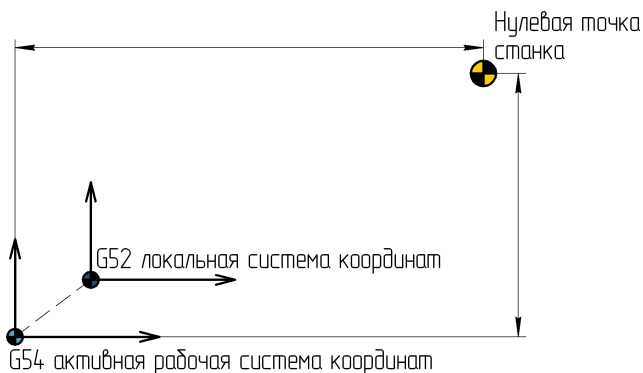 Нулевая точка
станка
G52 локальная система координат
G54 активная рабочая система координат